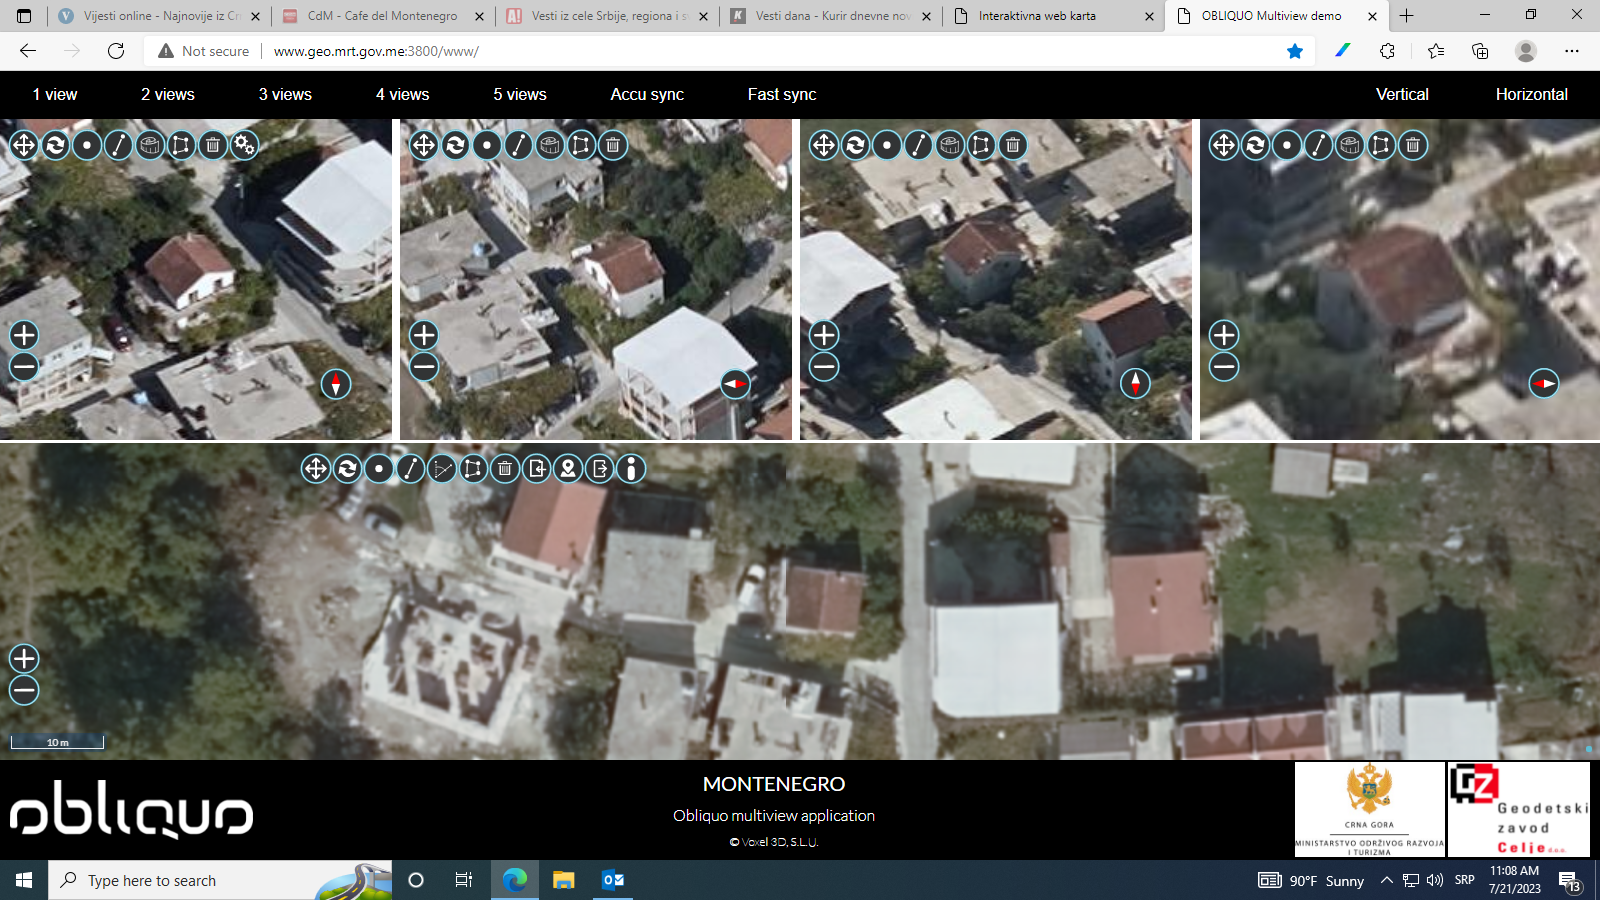 Vijesti online - Najnovije iz Cr
CdM - Cafe del Montenegro
Vesti iz cele Srbije, regiona i sv
Vesti dana - Kurir dnevne nov
Interaktivna web karta
OBLIQUO Multiview demo
Not secure
www.geo.mrt.gov.me:3800/www/
1 view
2 views
3 views
4 views
5 views
Accu sync
Fast sync
Vertical
Horizontal
10 m
obliquo
MONTENEGRO
Obliquo multiview application
© Voxel 3D, S.L.U.
CRNA GORA
MINISTARSTVO ODRŽIVOG RAZVOJA
I TURIZMA
GZ
Geodetski
zavod
Celje d.o.o.
Type here to search
90°F Sunny
SRP
11:08 AM
7/21/2023
13